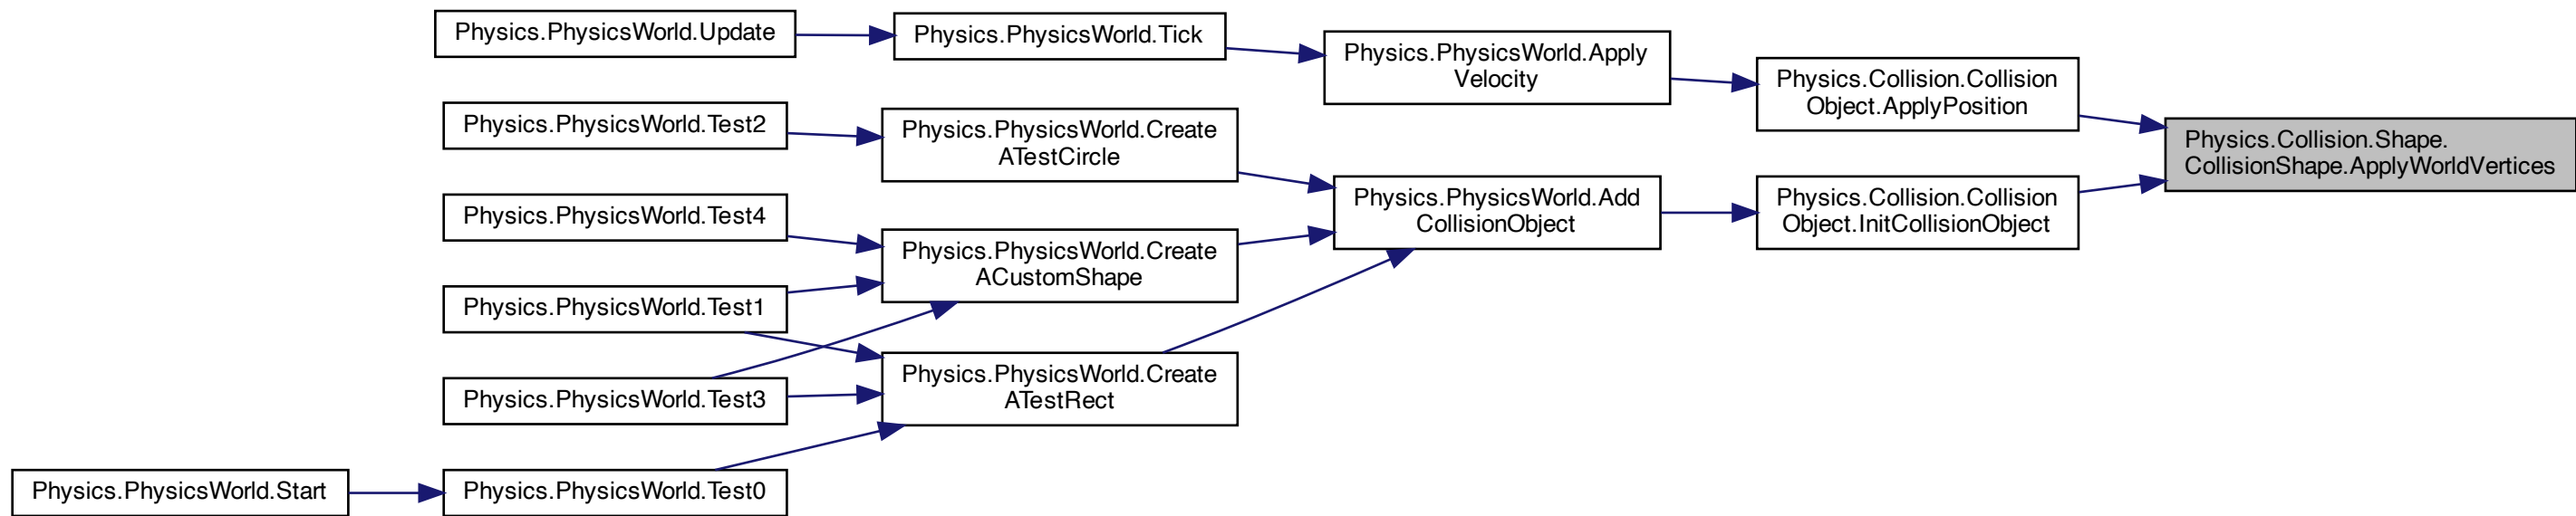 Physics.PhysicsWorld.Update
Physics.PhysicsWorld.Tick
Physics.PhysicsWorld.Apply
Velocity
Physics.Collision.Collision
Object.ApplyPosition
Physics.Collision.Shape.
CollisionShape.ApplyWorldVertices
Physics.PhysicsWorld.Test2
Physics.PhysicsWorld.Create
ATestCircle
Physics.PhysicsWorld.Test4
Physics.PhysicsWorld.Add
CollisionObject
Physics.Collision.Collision
Object.InitCollisionObject
Physics.PhysicsWorld.Create
ACustomShape
Physics.PhysicsWorld.Test1
Physics.PhysicsWorld.Test3
Physics.PhysicsWorld.Create
ATestRect
Physics.PhysicsWorld.Start
Physics.PhysicsWorld.Test0